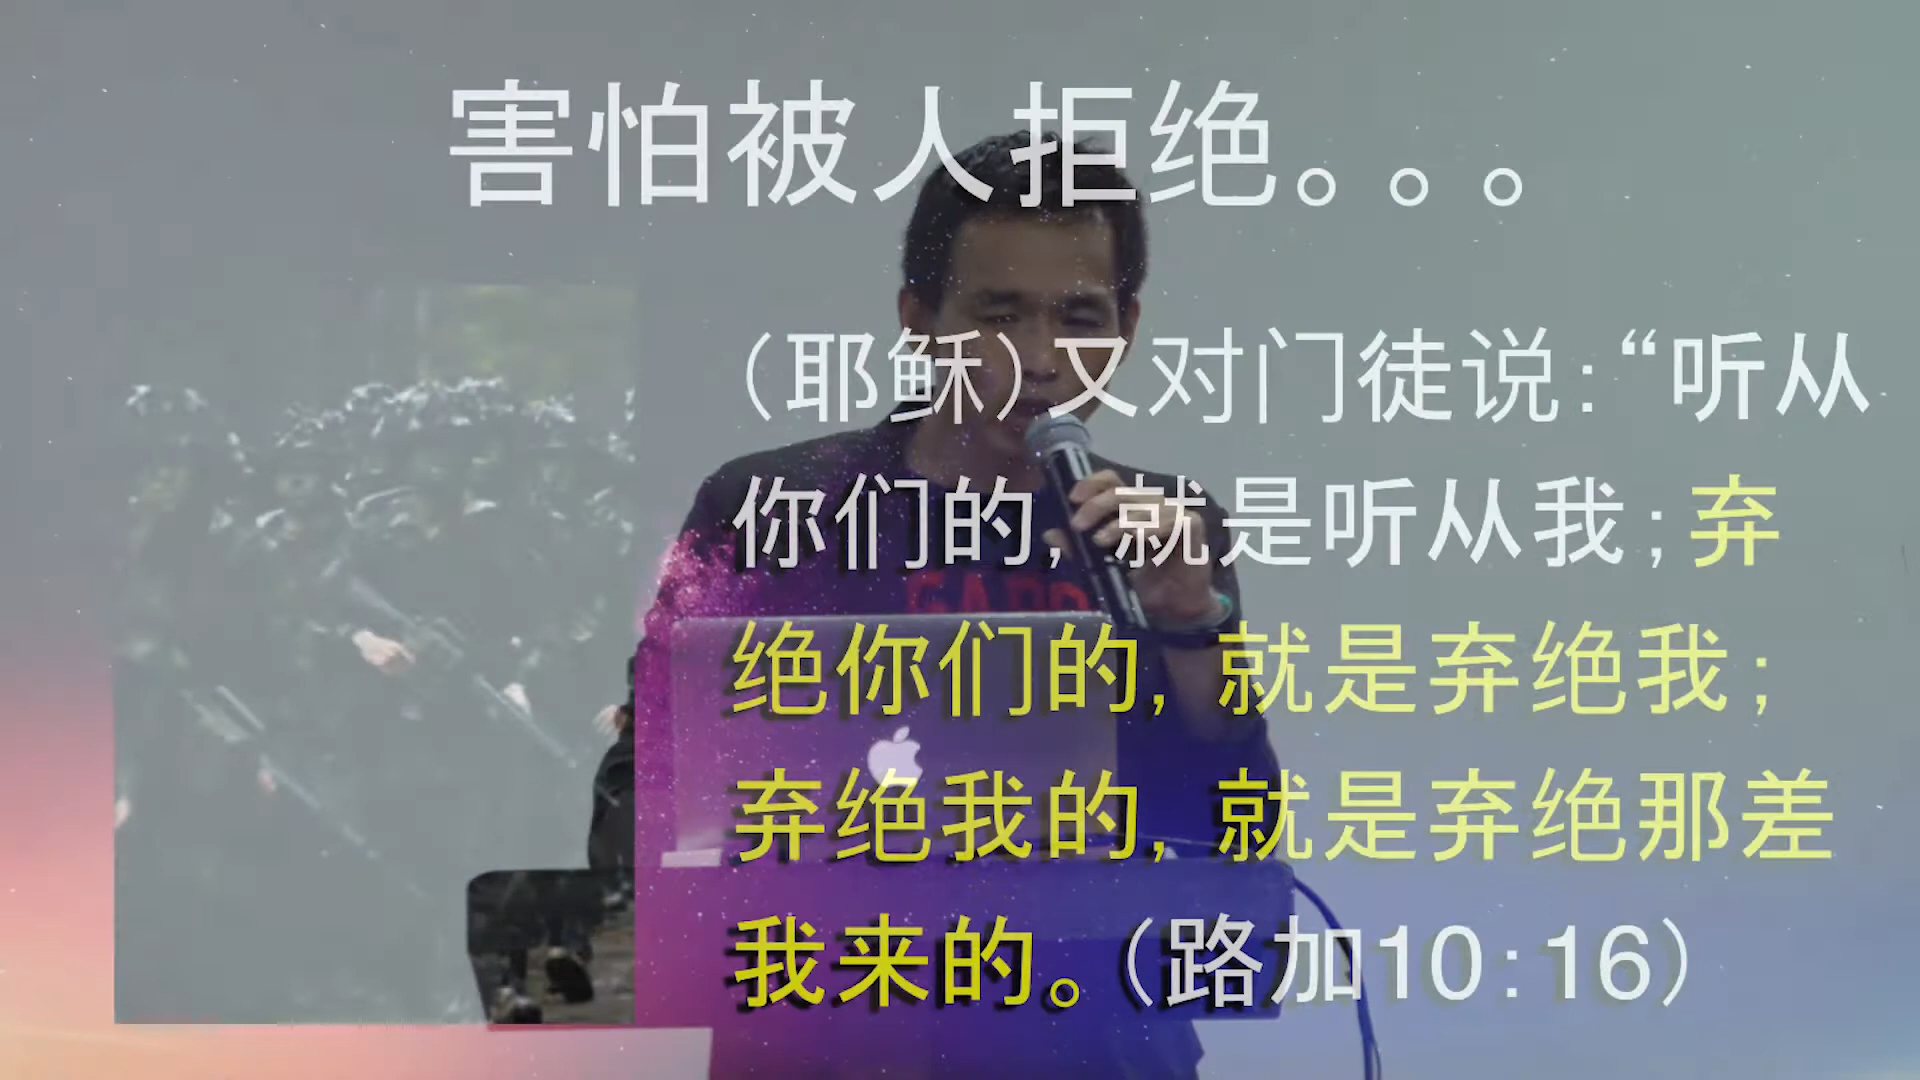 害怕被人拒绝。。。
(耶稣)又对门徒说:“听从
你们的, 就是听从我;弃
绝你们的, 就是弃绝我;
弃绝我的, 就是弃绝那差
我来的。(路加10:16)